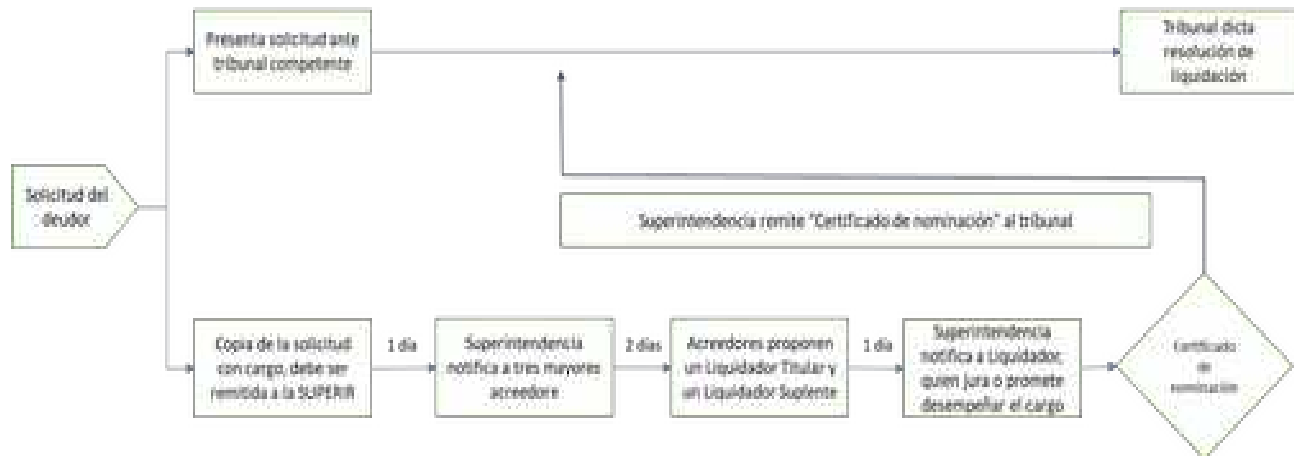 Presenta solicitud ante
tribunal competente
Tribunal dicta
resolución de
liquidación
Solicitud del
deudor
Superintendencia remite "Certificado de nominación" al tribunal
Copia de la solicitud
con cargo, debe ser
remitida a la SUPERIR
1 día
Superintendencia
notifica a tres mayores
acreedore
2 días
Acreedores proponen
un Liquidador Titular y
un Liquidador Suplente
1 día
Superintendencia
notifica a Liquidador,
quien jura o promete
desempeñar el cargo
Certificado
de
nominación